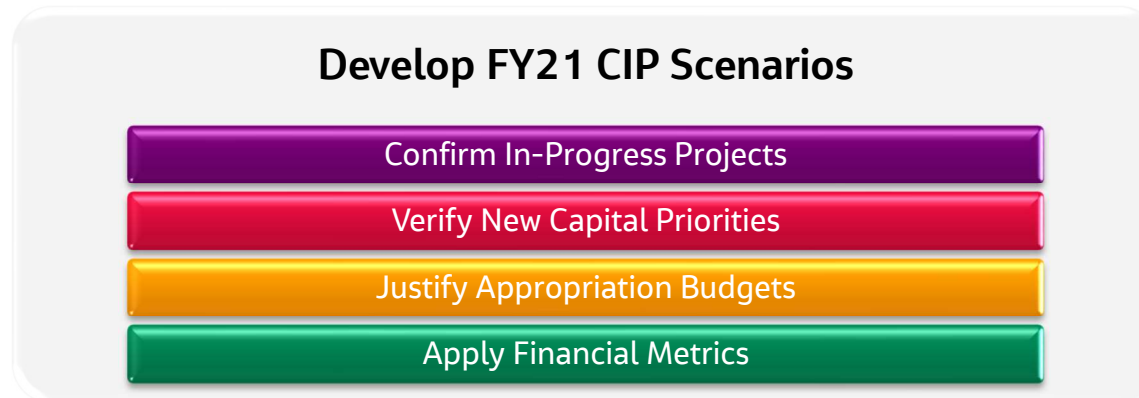 Develop FY21 CIP Scenarios
Confirm In-Progress Projects
Verify New Capital Priorities
Justify Appropriation Budgets
Apply Financial Metrics